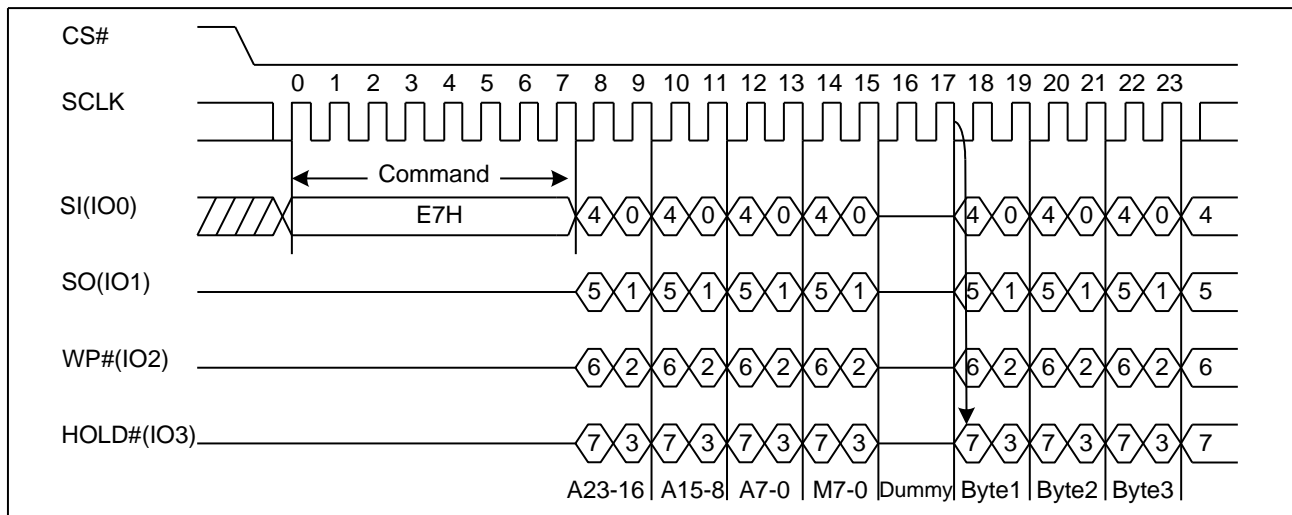 CS#
0 1 2 3 4 5 6 7 8 9 10 11 12 13 14 15 16 17 18 19 20 21 22 23
SCLK
Command
SI(IO0) E7H 4 0 4 0 4 0 4 0 4 0 4 0 4 0 4
SO(IO1) 5 1 5 1 5 1 5 1 5 1 5 1 5 1 5
WP#(IO2) 6 2 6 2 6 2 6 2 6 2 6 2 6 2 6
HOLD#(IO3) 7 3 7 3 7 3 7 3 7 3 7 3 7 3 7
A23-16 A15-8 A7-0 M7-0 Dummy Byte1 Byte2 Byte3